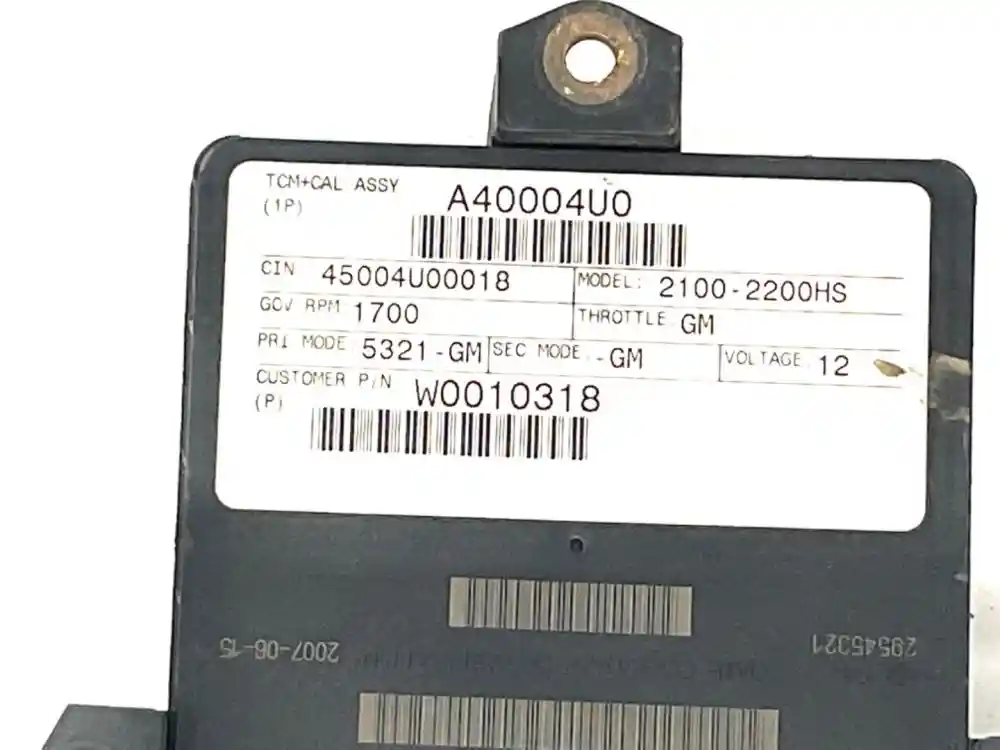 TCM+CAL ASSY A40004U0
(1P)
CIN 45004U00018 MODEL: 2100-2200HS
GOV RPM 1700 THROTTLE GM
PRI MODE 5321-GM SEC MODE -GM VOLTAGE 12
CUSTOMER P/N W0010318
(P)
2007-06-15 29545321